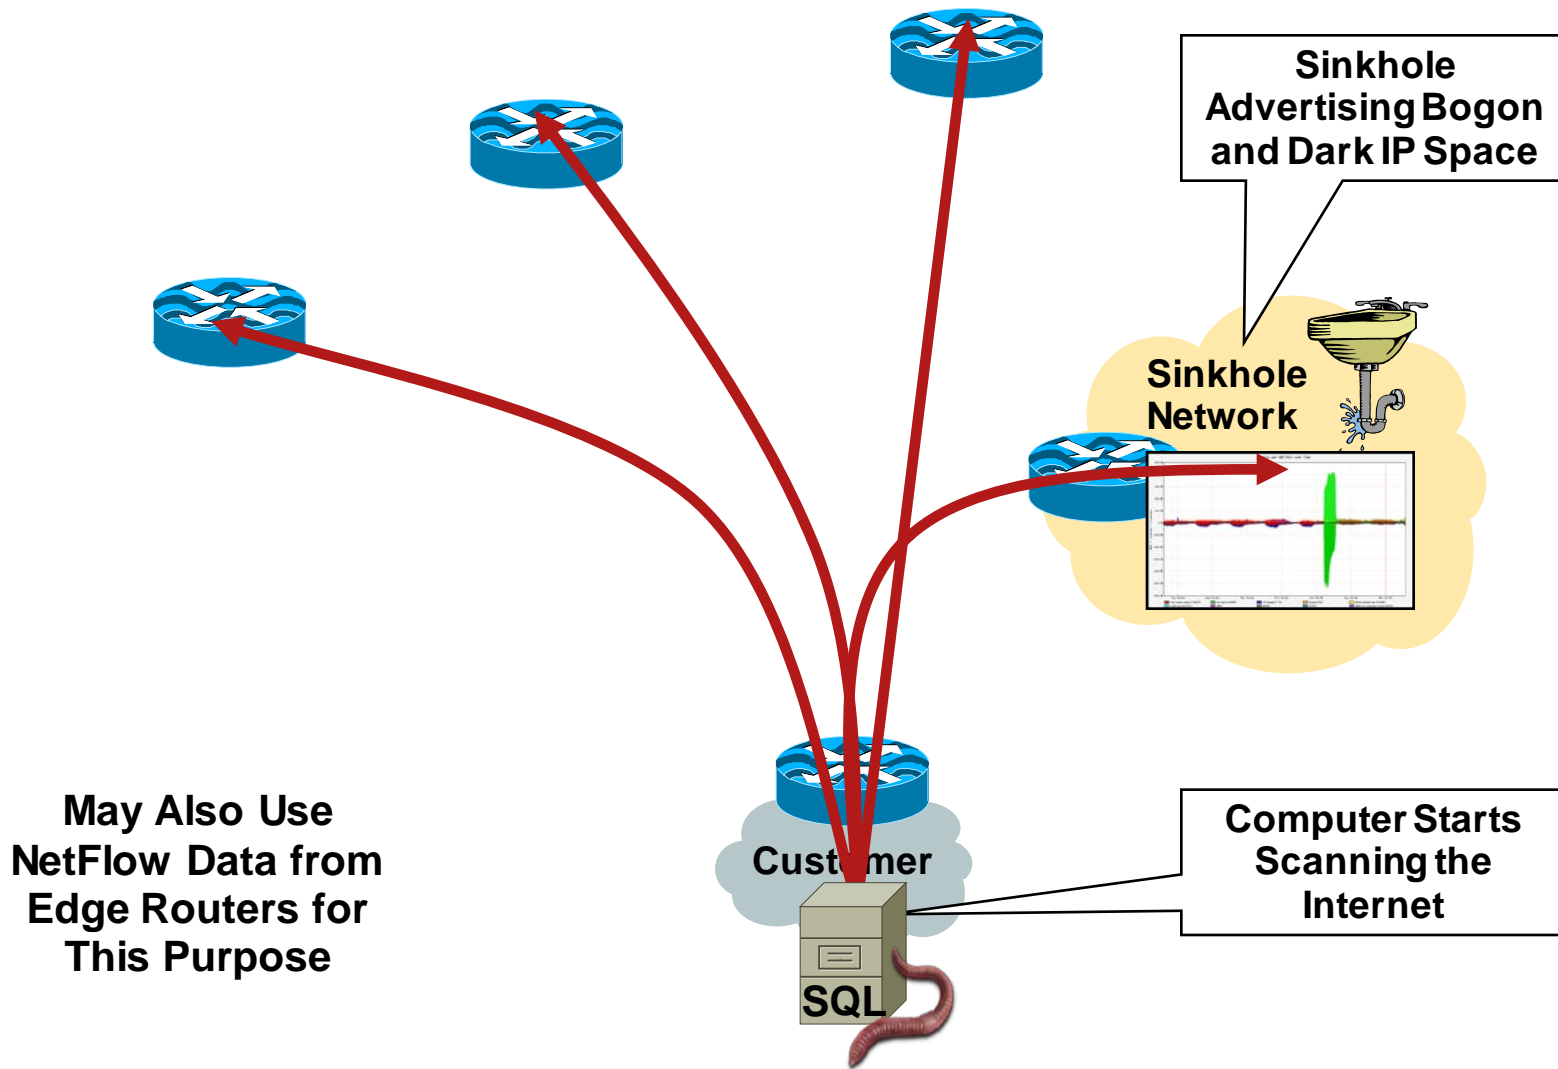 Sinkhole
Advertising Bogon
and Dark IP Space
Sinkhole
Network
May Also Use
NetFlow Data from
Edge Routers for
This Purpose
Customer
SQL
Computer Starts
Scanning the
Internet